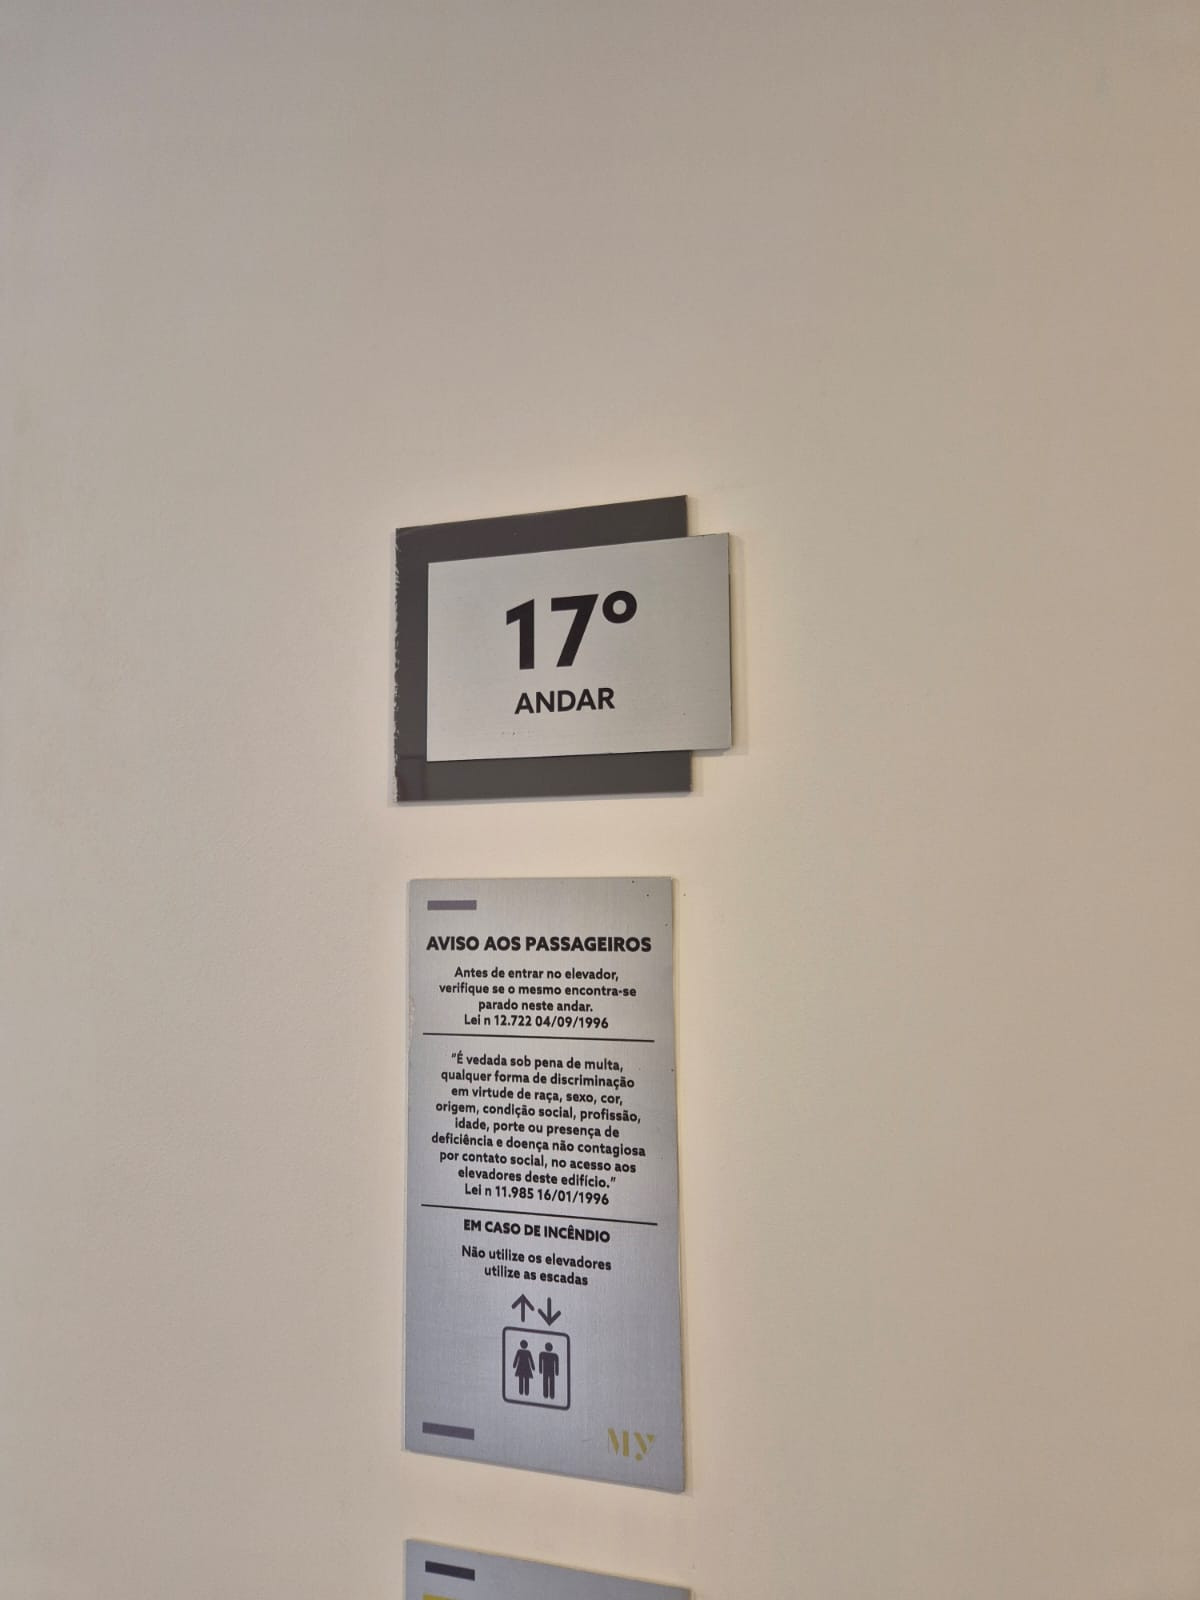 17º
ANDAR
AVISO AOS PASSAGEIROS
Antes de entrar no elevador,
verifique se o mesmo encontra-se
parado neste andar.
Lei n 12.722 04/09/1996
"É vedada sob pena de multa,
qualquer forma de discriminação
em virtude de raça, sexo, cor,
origem, condição social, profissão,
idade, porte ou presença de
deficiência e doença não contagiosa
por contato social, no acesso aos
elevadores deste edifício."
Lei n 11.985 16/01/1996
EM CASO DE INCÊNDIO
Não utilize os elevadores
utilize as escadas
MY